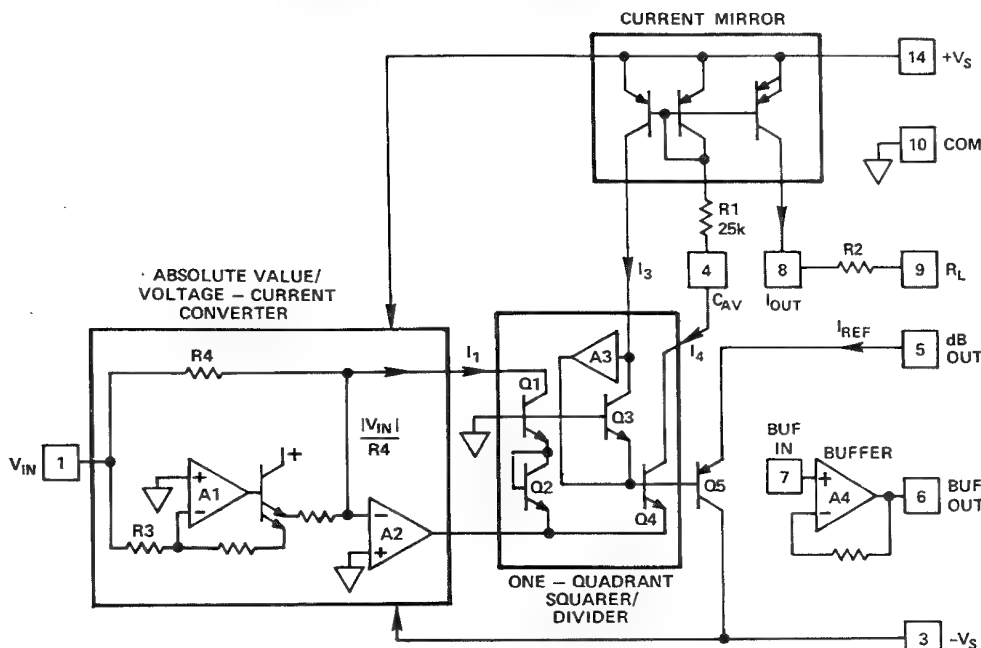 CURRENT MIRROR
14 +VS
10 COM
R1
25k
4
CAV
8
IOUT
R2
9 RL
I3
I4
IREF
5 dB
OUT
ABSOLUTE VALUE/
VOLTAGE – CURRENT
CONVERTER
R4
I1
|VIN|
R4
VIN 1
A1
+
–
+
R3
A2
–
+
Q1
Q2
A3
Q3
Q4
Q5
ONE – QUADRANT
SQUARER/
DIVIDER
BUF
IN
7
BUFFER
+
–
A4
6 BUF
OUT
3 –VS